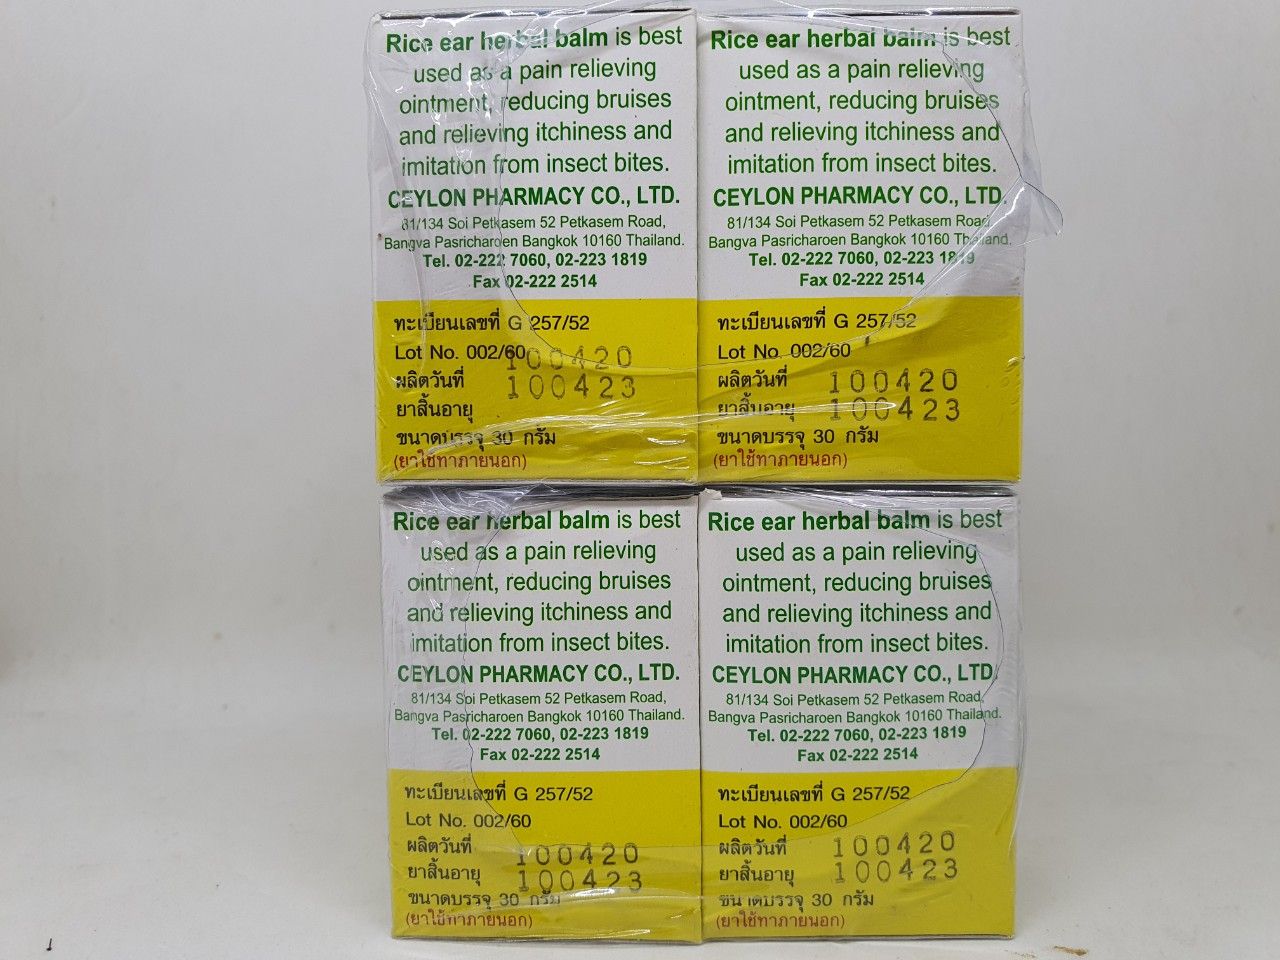 Rice ear herbal balm is best
used as a pain relieving
ointment, reducing bruises
and relieving itchiness and
imitation from insect bites.
CEYLON PHARMACY CO., LTD.
81/134 Soi Petkasem 52 Petkasem Road,
Bangva Pasricharoen Bangkok 10160 Thailand.
Tel. 02-222 7060, 02-223 1819
Fax 02-222 2514
ทะเบียนเลขที่ G 257/52
Lot No. 002/60
100420
ผลิตวันที่ 100423
ยาสิ้นอายุ
ขนาดบรรจุ 30 กรัม
(ยาใช้ทาภายนอก)
Rice ear herbal balm is best
used as a pain relieving
ointment, reducing bruises
and relieving itchiness and
imitation from insect bites.
CEYLON PHARMACY CO., LTD.
81/134 Soi Petkasem 52 Petkasem Road
Bangva Pasricharoen Bangkok 10160 Thailand.
Tel. 02-222 7060, 02-223 1819
Fax 02-222 2514
ทะเบียนเลขที่ G 257/52
Lot No. 002/60
ผลิตวันที่ 100420
ยาสิ้นอายุ 100423
ขนาดบรรจุ 30 กรัม
(ยาใช้ทาภายนอก)
Rice ear herbal balm is best
used as a pain relieving
ointment, reducing bruises
and relieving itchiness and
imitation from insect bites.
CEYLON PHARMACY CO., LTD.
81/134 Soi Petkasem 52 Petkasem Road,
Bangva Pasricharoen Bangkok 10160 Thailand.
Tel. 02-222 7060, 02-223 1819
Fax 02-222 2514
ทะเบียนเลขที่ G 257/52
Lot No. 002/60
ผลิตวันที่ 100420
ยาสิ้นอายุ 100423
ขนาดบรรจุ 30 กรัม
(ยาใช้ทาภายนอก)
Rice ear herbal balm is best
used as a pain relieving
ointment, reducing bruises
and relieving itchiness and
imitation from insect bites.
CEYLON PHARMACY CO., LTD.
81/134 Soi Petkasem 52 Petkasem Road,
Bangva Pasricharoen Bangkok 10160 Thailand.
Tel. 02-222 7060, 02-223 1819
Fax 02-222 2514
ทะเบียนเลขที่ G 257/52
Lot No. 002/60
ผลิตวันที่ 100420
ยาสิ้นอายุ 100423
ขนาดบรรจุ 30 กรัม
(ยาใช้ทาภายนอก)